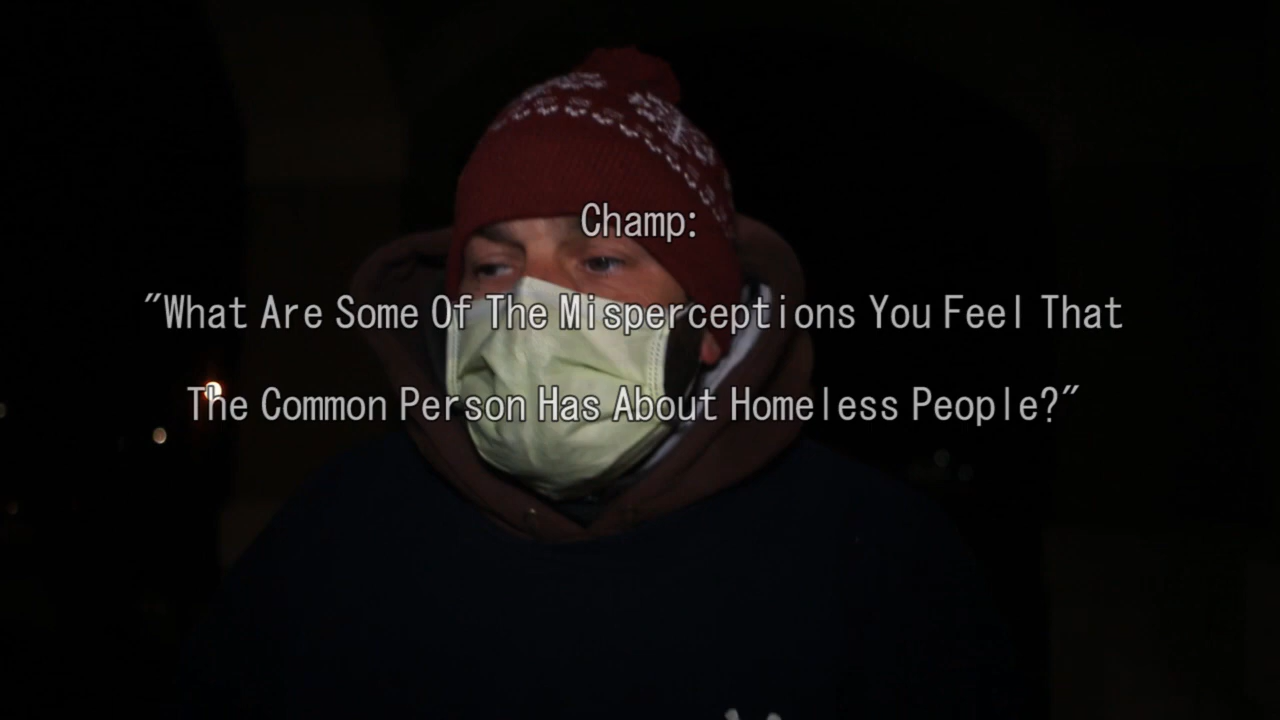 Champ:
"What Are Some Of The Misperceptions You Feel That
The Common Person Has About Homeless People?"